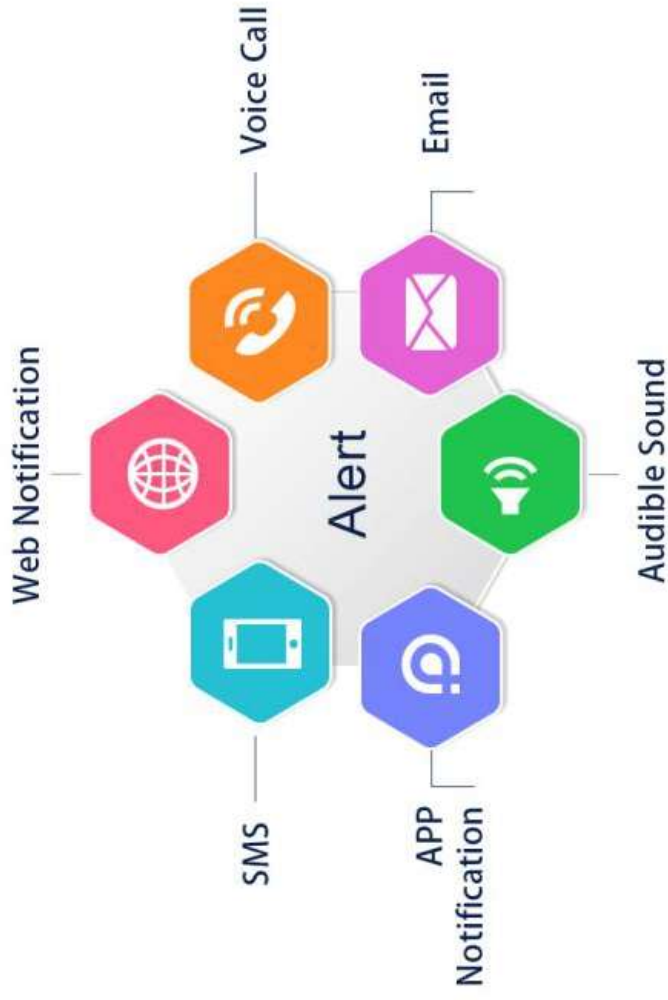 Web Notification
SMS
Voice Call
Alert
APP
Notification
Email
Audible Sound